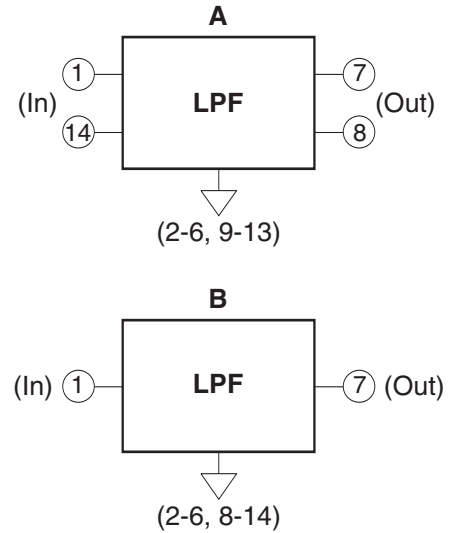 A
1 7
(In) LPF (Out)
14 8
(2-6, 9-13)
B
(In) 1 LPF 7 (Out)
(2-6, 8-14)